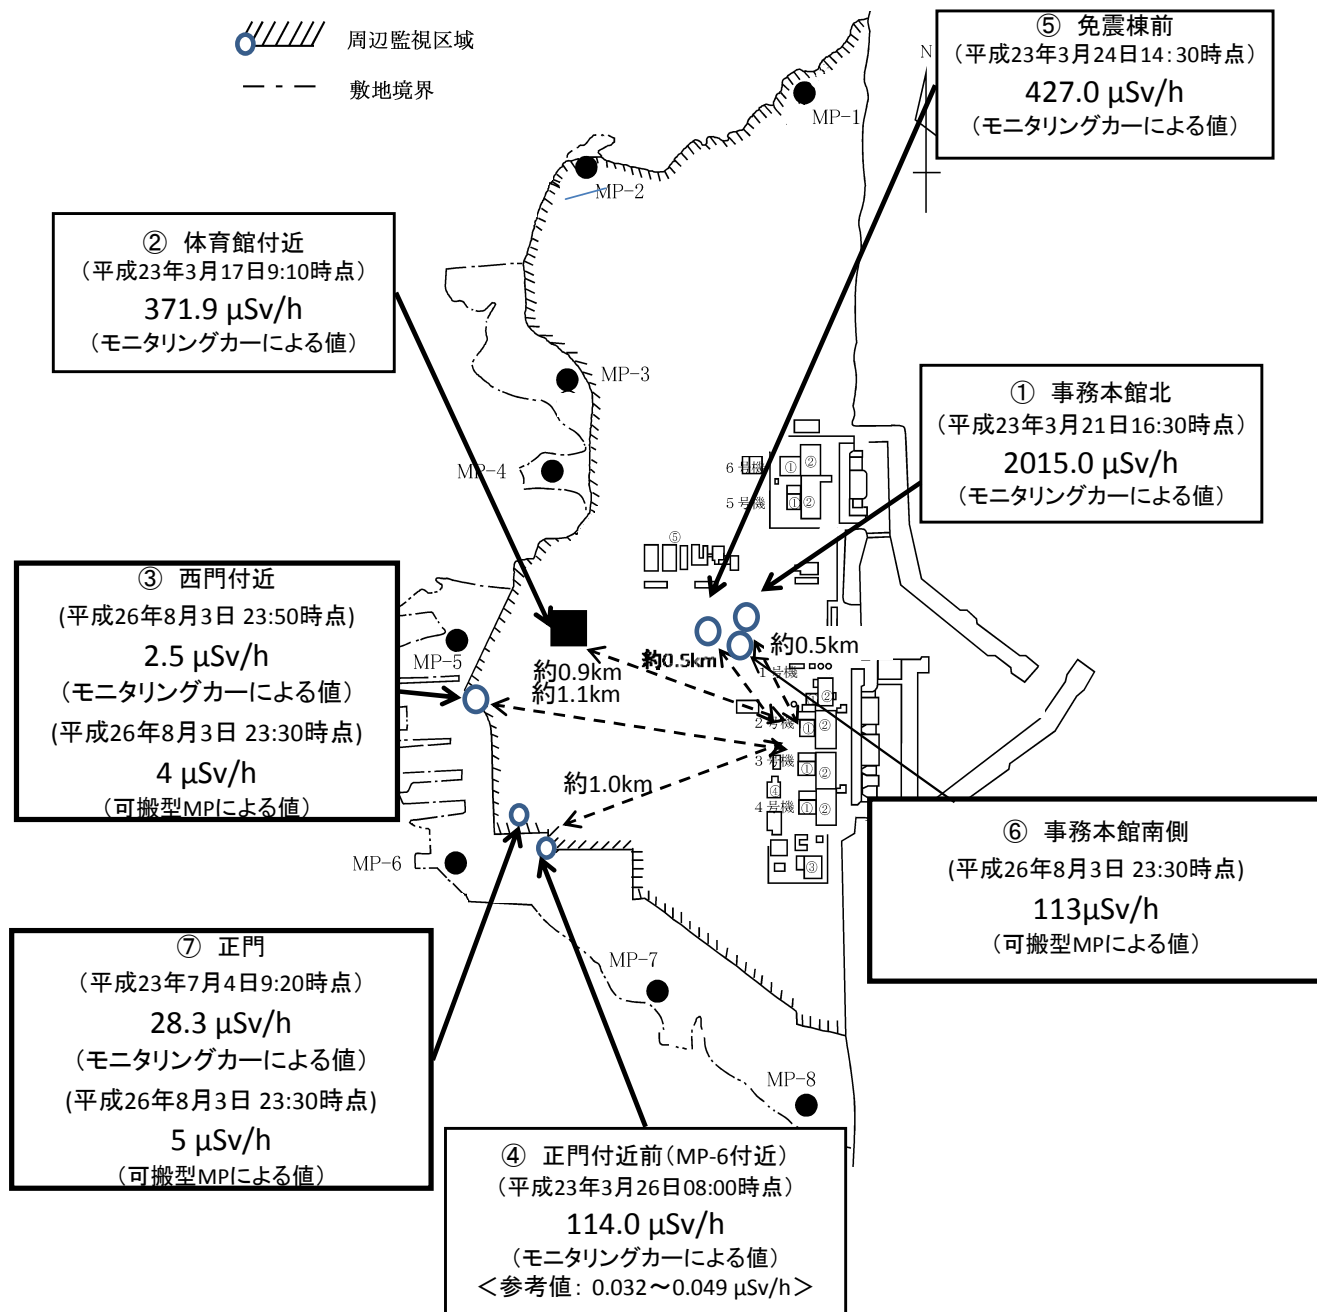 周辺監視区域
敷地境界
⑤ 免震棟前
(平成23年3月24日14:30時点)
427.0 μSv/h
(モニタリングカーによる値)
N
MP-1
MP-2
② 体育館付近
(平成23年3月17日9:10時点)
371.9 μSv/h
(モニタリングカーによる値)
MP-3
MP-4
① 事務本館北
(平成23年3月21日16:30時点)
2015.0 μSv/h
(モニタリングカーによる値)
6号機
① ②
5号機
① ②
⑤
③ 西門付近
(平成26年8月3日 23:50時点)
2.5 μSv/h
(モニタリングカーによる値)
(平成26年8月3日 23:30時点)
4 μSv/h
(可搬型MPによる値)
MP-5
約0.9km
約1.1km
約0.5km
約0.5km
1号機
②
2号機
① ②
3号機
① ②
④
4号機
① ②
③
約1.0km
MP-6
⑥ 事務本館南側
(平成26年8月3日 23:30時点)
113μSv/h
(可搬型MPによる値)
⑦ 正門
(平成23年7月4日9:20時点)
28.3 μSv/h
(モニタリングカーによる値)
(平成26年8月3日 23:30時点)
5 μSv/h
(可搬型MPによる値)
MP-7
MP-8
④ 正門付近前(MP-6付近)
(平成23年3月26日08:00時点)
114.0 μSv/h
(モニタリングカーによる値)
<参考値: 0.032~0.049 μSv/h>